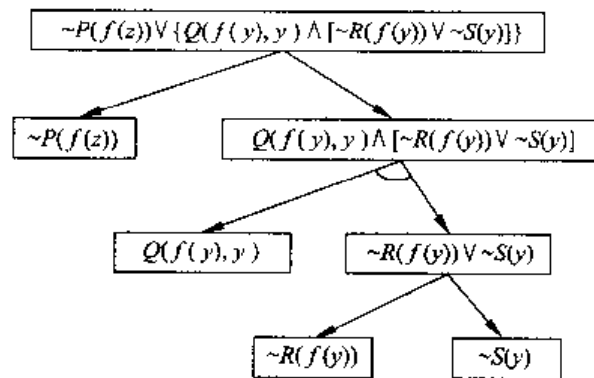 ~P(f(z))∨{Q(f(y),y)∧[~R(f(y))∨~S(y)]}
~P(f(z))
Q(f(y),y)∧[~R(f(y))∨~S(y)]
Q(f(y),y)
~R(f(y))∨~S(y)
~R(f(y))
~S(y)